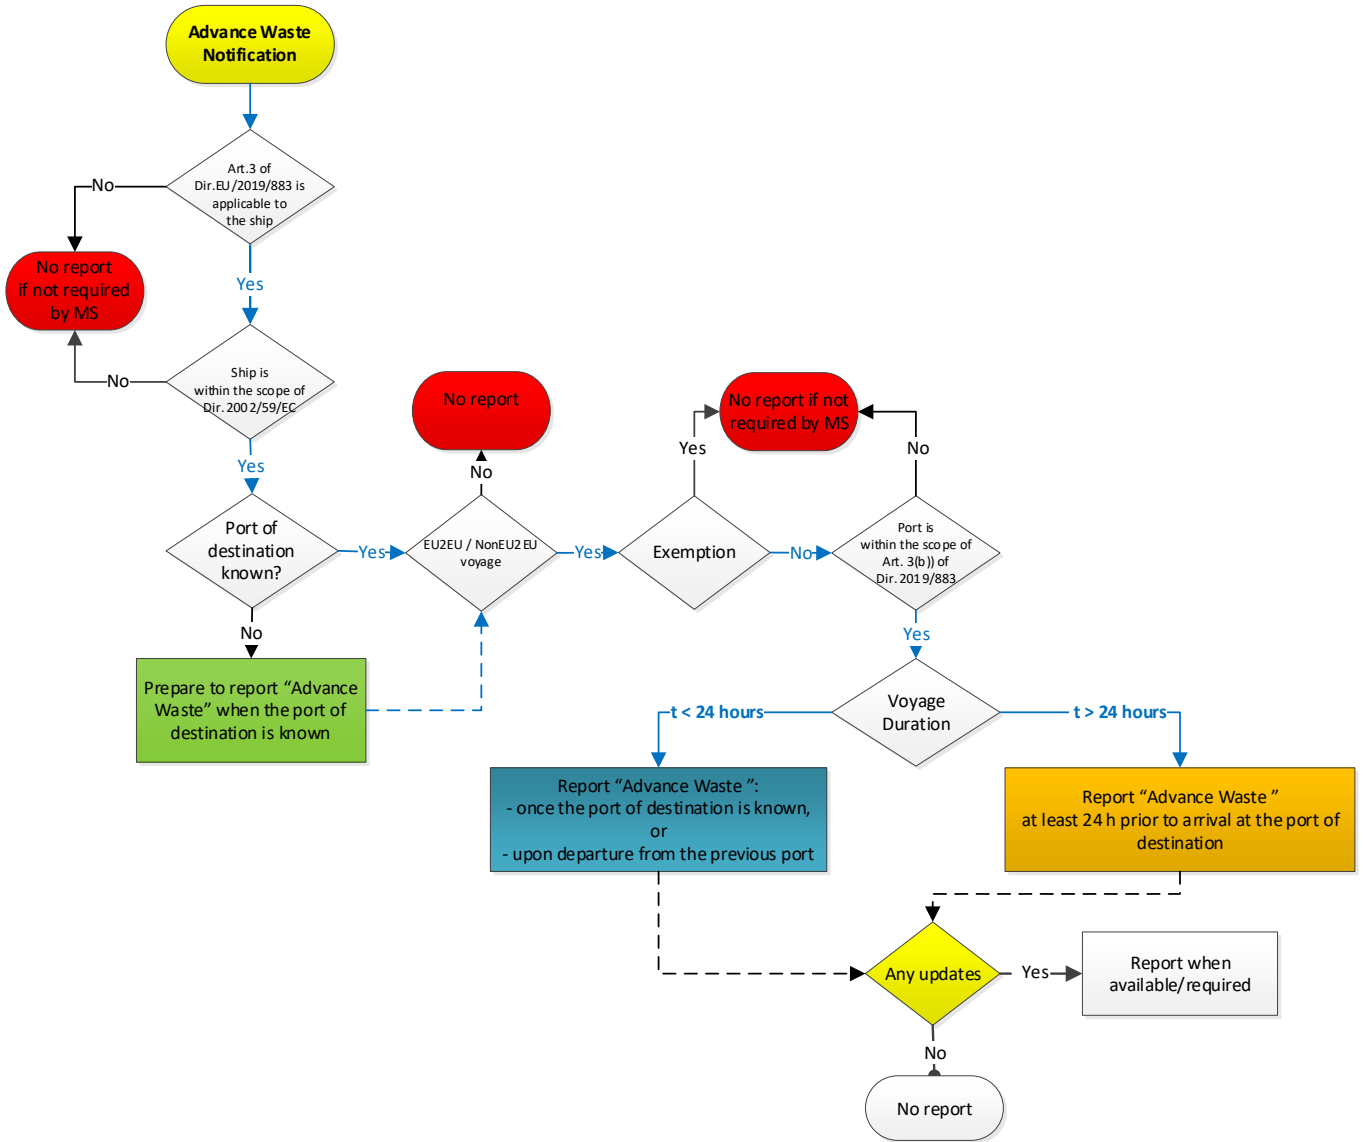 Advance Waste
Notification
Art.3 of
Dir.EU/2019/883 is
applicable to
the ship
No
No report
if not required
by MS
Yes
Ship is
within the scope of
Dir. 2002/59/EC
No
Yes
Port of
destination
known?
Yes
No
Prepare to report “Advance
Waste” when the port of
destination is known
EU2EU / NonEU2EU
voyage
No
No report
Yes
Exemption
Yes
No report if not
required by MS
No
Port is
within the scope of
Art. 3(b)) of
Dir. 2019/883
No
Yes
Voyage
Duration
t < 24 hours
t > 24 hours
Report “Advance Waste ”:
- once the port of destination is known,
or
- upon departure from the previous port
Report “Advance Waste ”
at least 24 h prior to arrival at the port of
destination
Any updates
Yes
Report when
available/required
No
No report